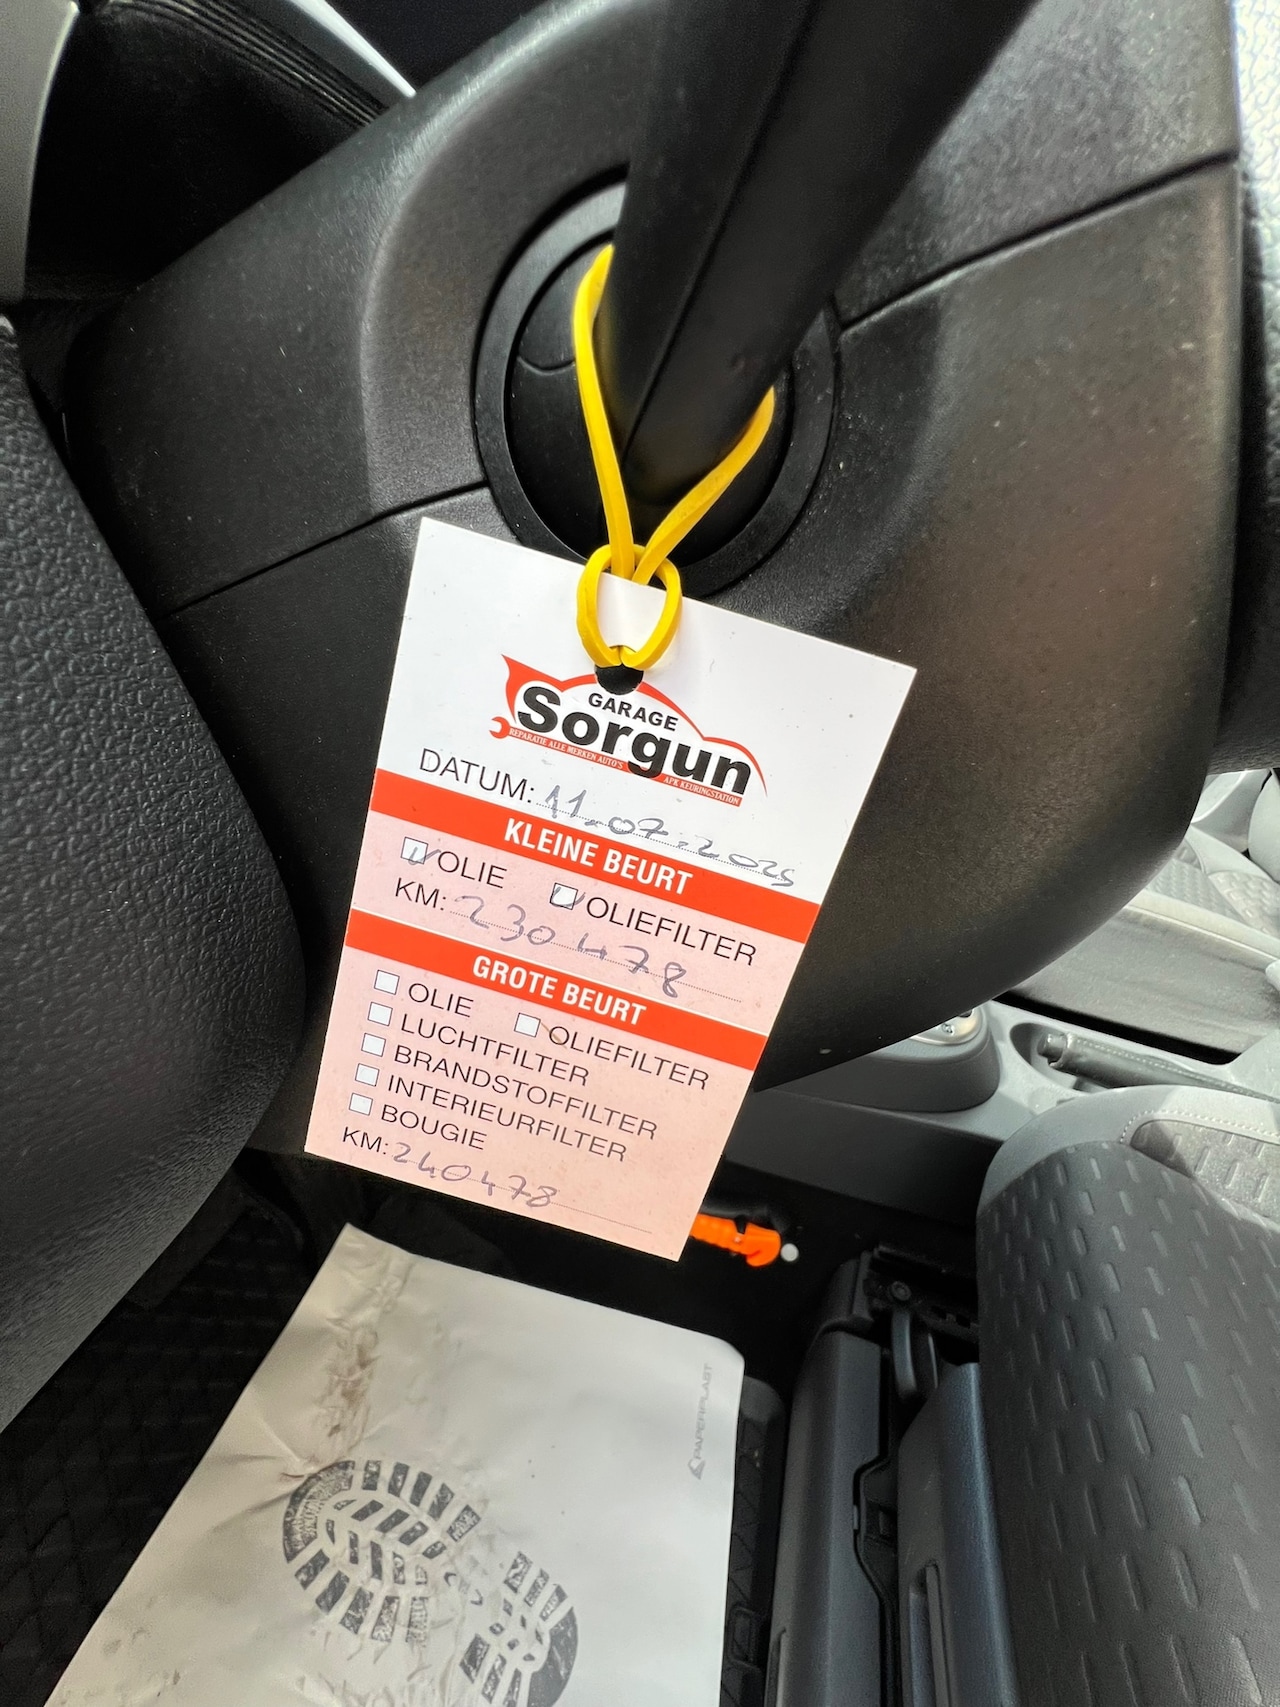 GARAGE
Sorgun
REPARATIE ALLE MERKEN AUTO'S
APK KEURINGSTATION
DATUM: 11-07-2025
KLEINE BEURT
OLIE OLIEFILTER
KM: 230478
GROTE BEURT
OLIE OLIEFILTER
LUCHTFILTER
BRANDSTOFFILTER
INTERIEURFILTER
BOUGIE
KM: 240478
PAPERPLAST